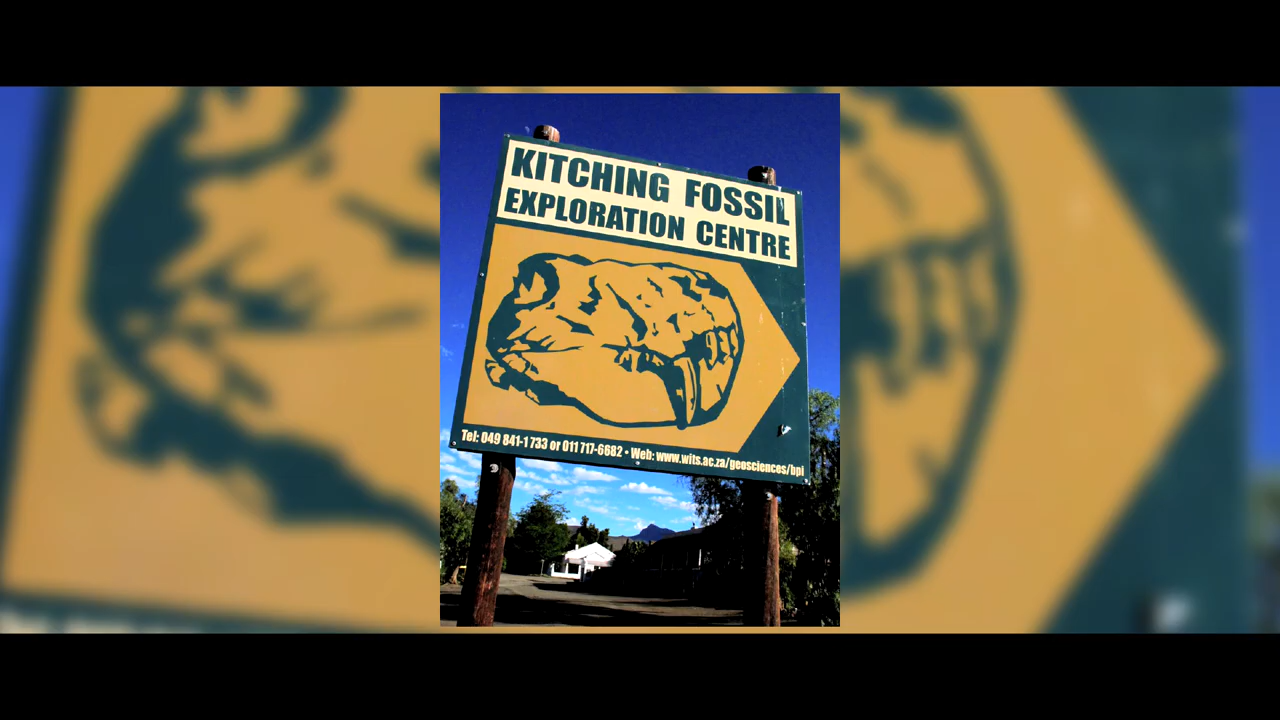 KITCHING FOSSIL
EXPLORATION CENTRE
Tel: 049 841-1733 or 011 717-6682 • Web: www.wits.ac.za/geosciences/bpi